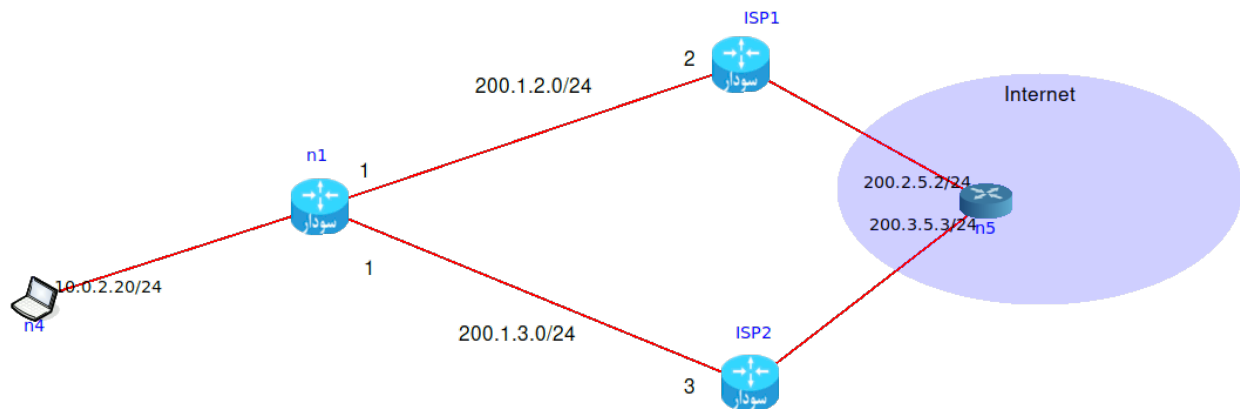 ISP1
2
200.1.2.0/24
Internet
n1
1
سودار
سودار
200.2.5.2/24
200.3.5.3/24
n5
1
10.0.2.20/24
n4
200.1.3.0/24
ISP2
3
سودار